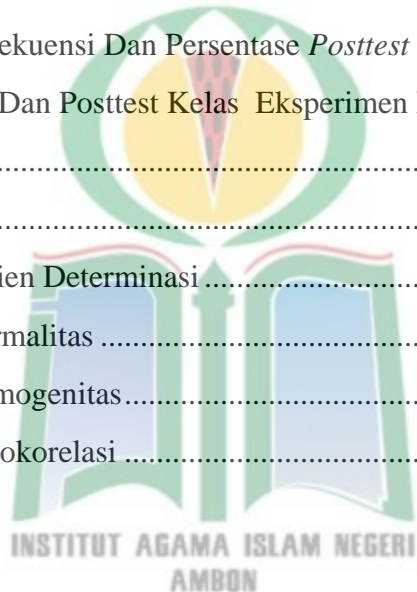 ekuensi Dan Persentase Posttest
Dan Posttest Kelas Eksperimen
...............................................
...............................................
ien Determinasi ...........................
rmalitas .......................................
mogenitas ....................................
okorelasi .....................................
INSTITUT AGAMA ISLAM NEGERI
AMBON